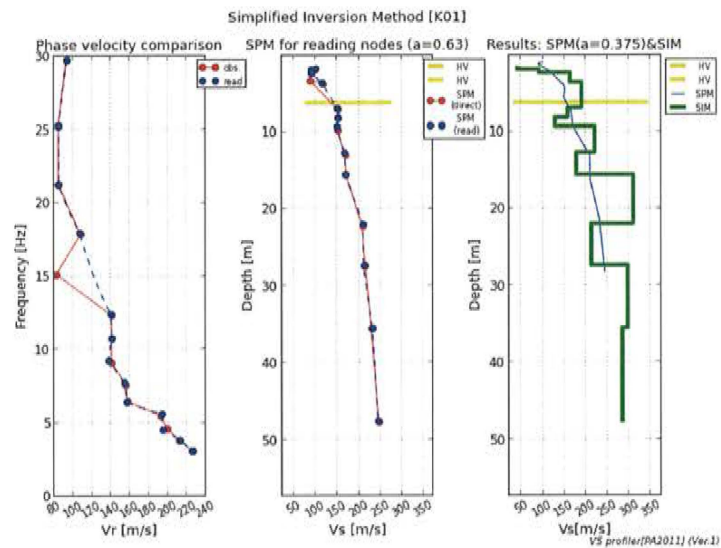 Simplified Inversion Method [K01]
Phase velocity comparison
obs
read
Frequency [Hz]
30
25
20
15
10
5
0
80 100 120 140 160 180 200 220 240
Vr [m/s]
SPM for reading nodes (a=0.63)
HV
HV
SPM
(direct)
SPM
(read)
Depth [m]
10
20
30
40
50
50 100 150 200 250 300 350
Vs [m/s]
Results: SPM(a=0.375)&SIM
HV
HV
SPM
SIM
Depth [m]
10
20
30
40
50
50 100 150 200 250 300 350
Vs[m/s]
VS profiler[PA2011] (Ver.1)